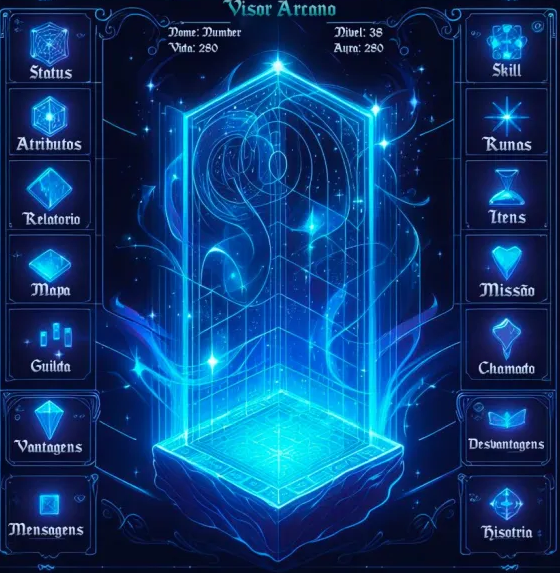 Visor Arcano
Nome: Number
Nivel: 38
Vida: 280
Aura: 280
Status
Skill
Atributos
Runas
Relatorio
Itens
Mapa
Missão
Guilda
Chamado
Vantagens
Desvantagens
Mensagens
Hisotria